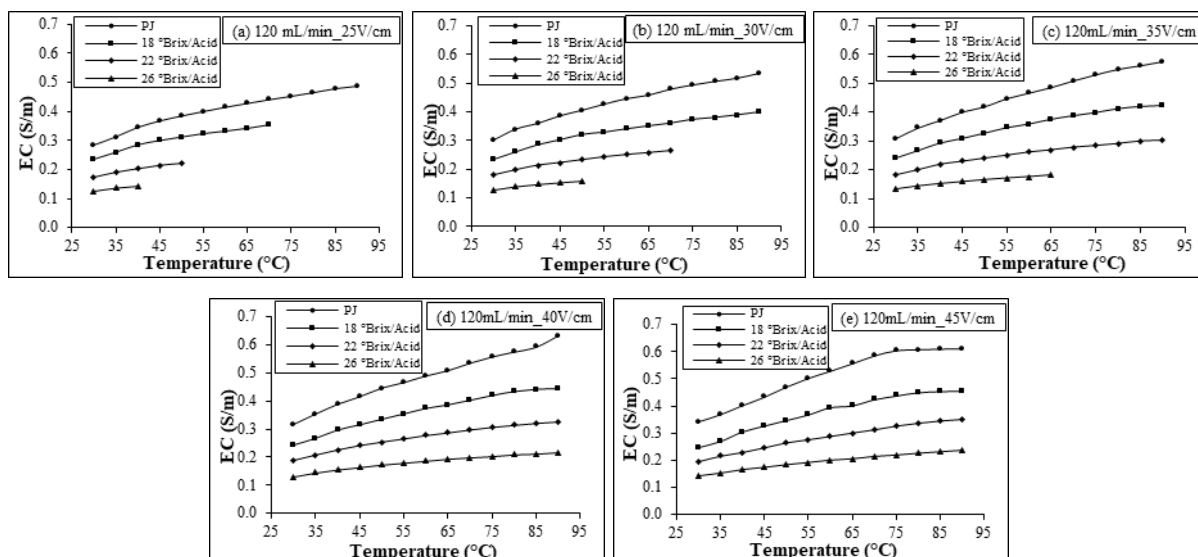 PJ
18 °Brix/Acid
22 °Brix/Acid
26 °Brix/Acid
(a) 120 mL/min_25V/cm
EC (S/m)
0.7
0.6
0.5
0.4
0.3
0.2
0.1
0.0
25 35 45 55 65 75 85 95
Temperature (°C)
PJ
18 °Brix/Acid
22 °Brix/Acid
26 °Brix/Acid
(b) 120 mL/min_30V/cm
EC (S/m)
0.7
0.6
0.5
0.4
0.3
0.2
0.1
0.0
25 35 45 55 65 75 85 95
Temperature (°C)
PJ
18 °Brix/Acid
22 °Brix/Acid
26 °Brix/Acid
(c) 120mL/min_35V/cm
EC (S/m)
0.7
0.6
0.5
0.4
0.3
0.2
0.1
0.0
25 35 45 55 65 75 85 95
Temperature (°C)
PJ
18 °Brix/Acid
22 °Brix/Acid
26 °Brix/Acid
(d) 120mL/min_40V/cm
EC (S/m)
0.7
0.6
0.5
0.4
0.3
0.2
0.1
0.0
25 35 45 55 65 75 85 95
Temperature (°C)
PJ
18 °Brix/Acid
22 °Brix/Acid
26 °Brix/Acid
(e) 120mL/min_45V/cm
EC (S/m)
0.7
0.6
0.5
0.4
0.3
0.2
0.1
0.0
25 35 45 55 65 75 85 95
Temperature (°C)